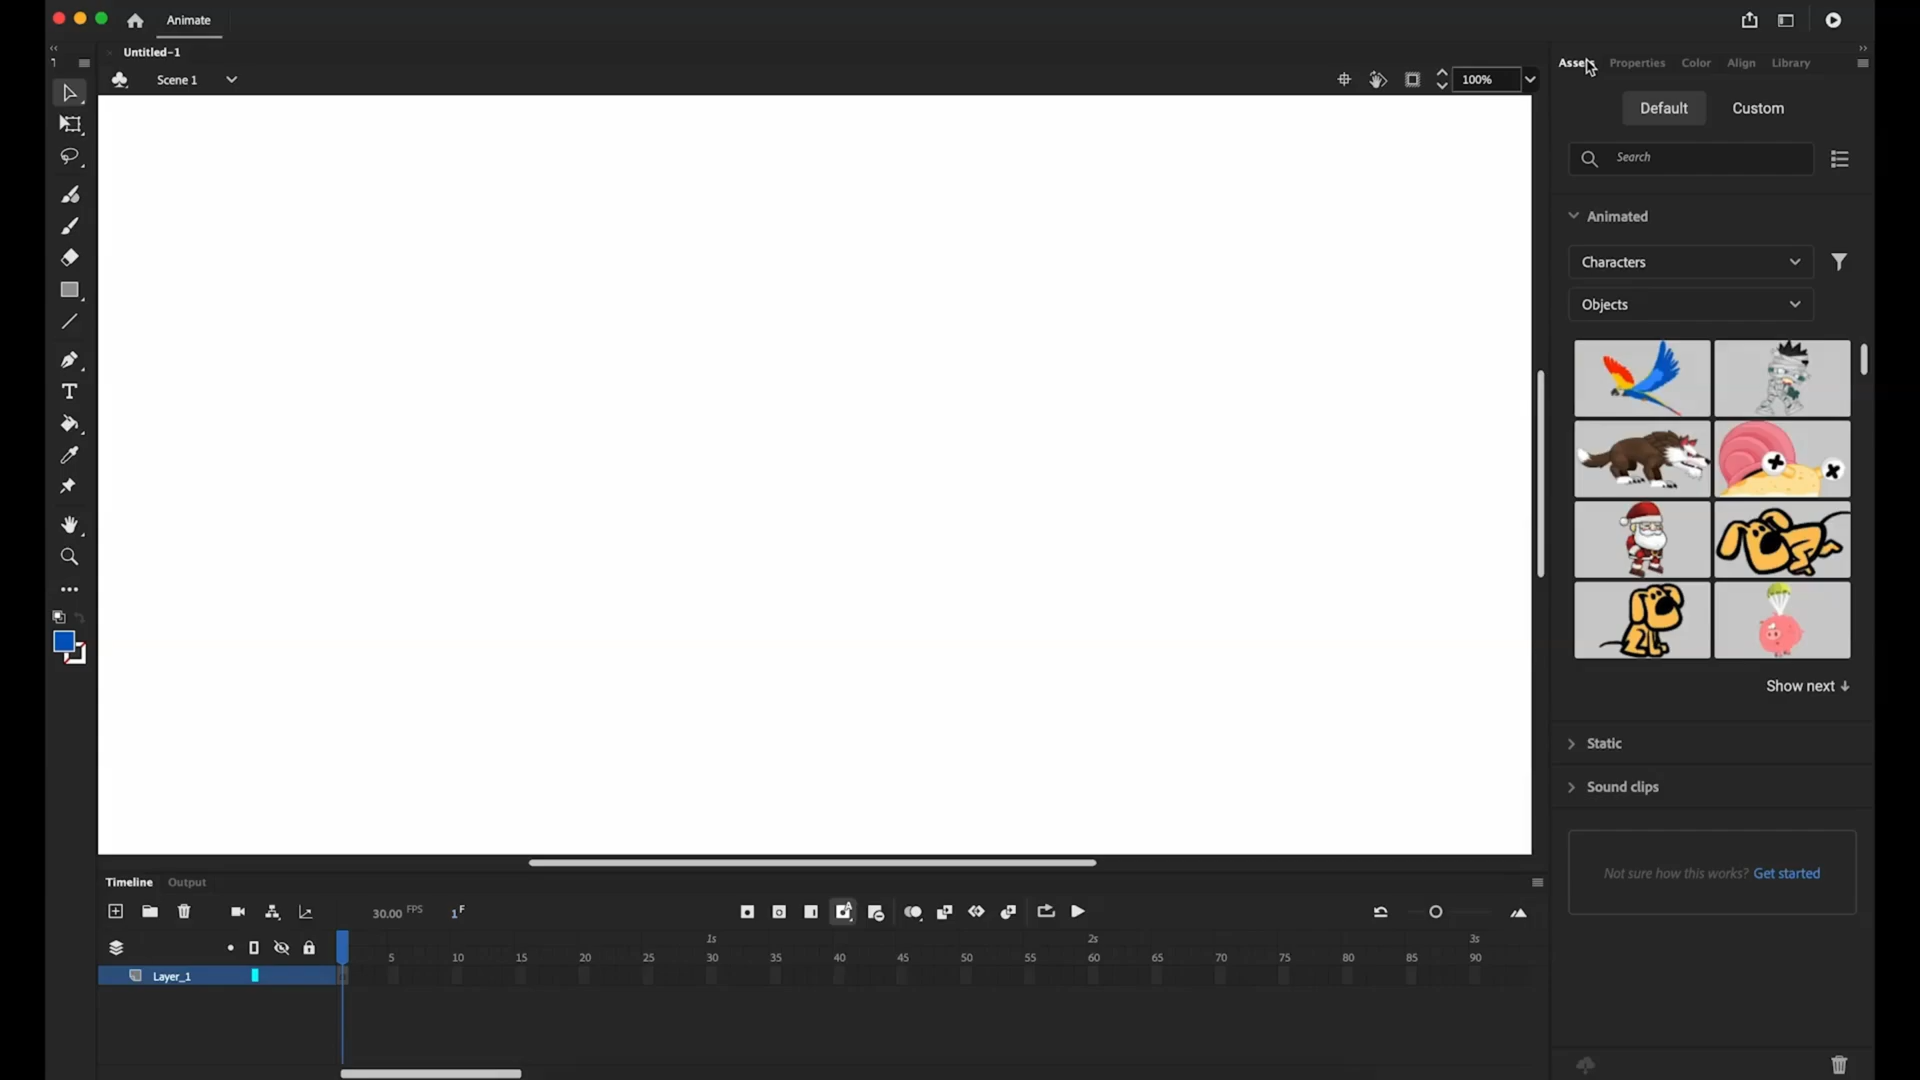 Animate
Untitled-1
Scene 1
100%
Assets Properties Color Align Library
Default Custom
Search
Animated
Characters
Objects
Show next
Static
Sound clips
Not sure how this works? Get started
Timeline Output
30.00 FPS 1 F
1s 2s 3s
5 10 15 20 25 30 35 40 45 50 55 60 65 70 75 80 85 90
Layer_1